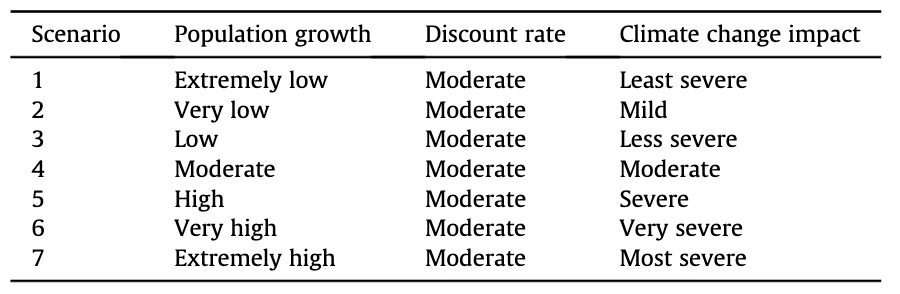 Scenario Population growth Discount rate Climate change impact
1 Extremely low Moderate Least severe
2 Very low Moderate Mild
3 Low Moderate Less severe
4 Moderate Moderate Moderate
5 High Moderate Severe
6 Very high Moderate Very severe
7 Extremely high Moderate Most severe